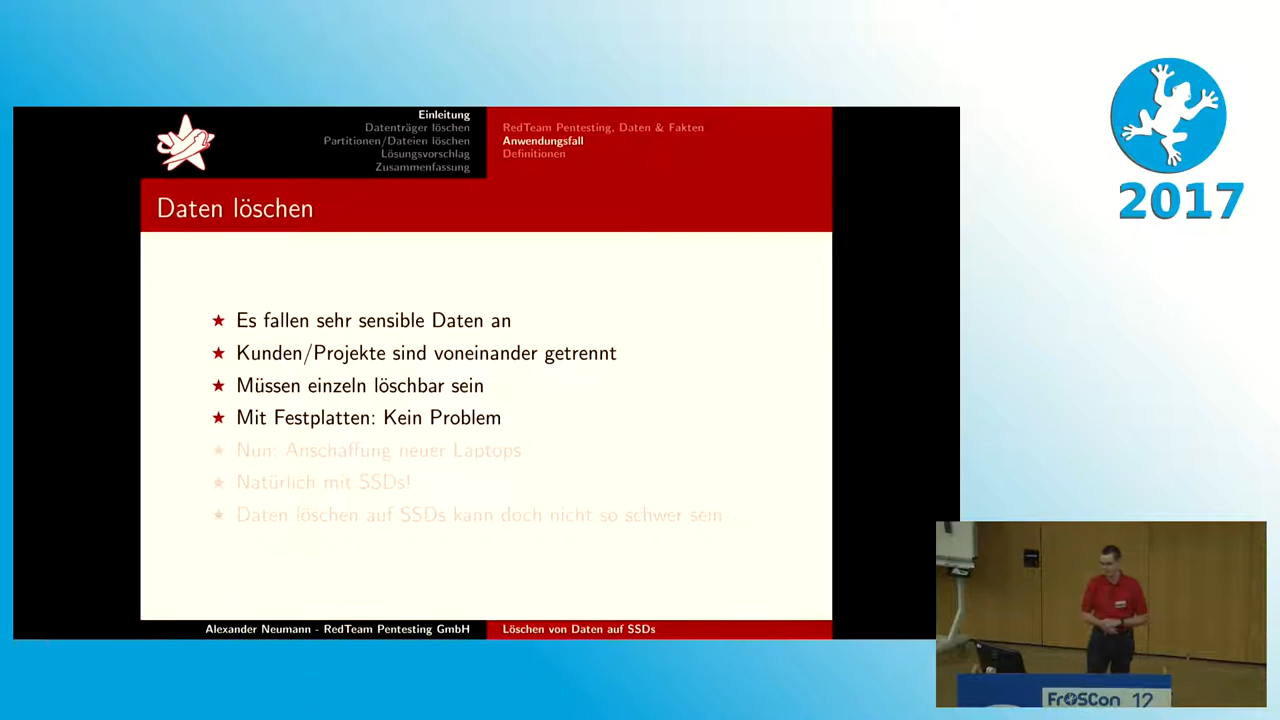 Einleitung
Datenträger löschen
Partitionen/Dateien löschen
Lösungsvorschlag
Zusammenfassung
RedTeam Pentesting, Daten & Fakten
Anwendungsfall
Definitionen
Daten löschen
Es fallen sehr sensible Daten an
Kunden/Projekte sind voneinander getrennt
Müssen einzeln löschbar sein
Mit Festplatten: Kein Problem
Nun: Anschaffung neuer Laptops
Natürlich mit SSDs!
Daten löschen auf SSDs kann doch nicht so schwer sein
Alexander Neumann - RedTeam Pentesting GmbH
Löschen von Daten auf SSDs
2017
FrOSCon 12